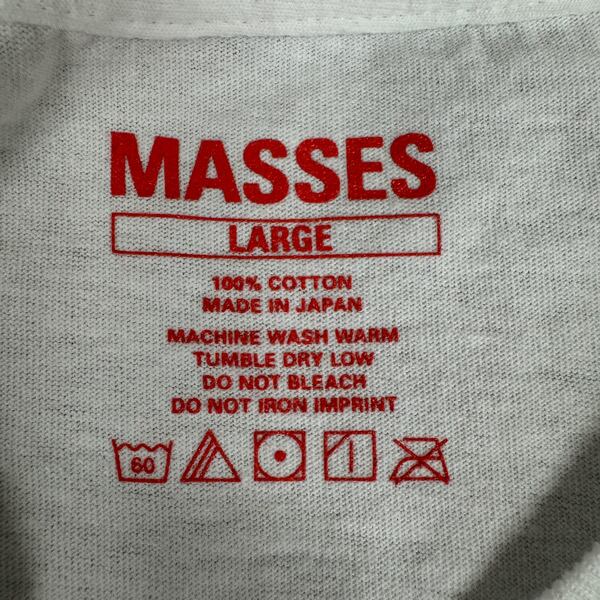 MASSES
LARGE
100% COTTON
MADE IN JAPAN
MACHINE WASH WARM
TUMBLE DRY LOW
DO NOT BLEACH
DO NOT IRON IMPRINT
60